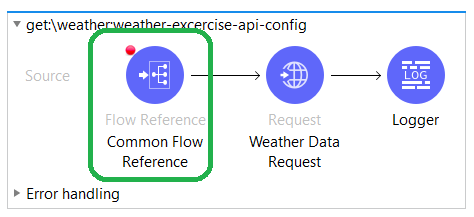 get:\weather:weather-excercise-api-config
Source
LOG
Flow Reference
Request
Logger
Common Flow
Reference
Weather Data
Request
Error handling